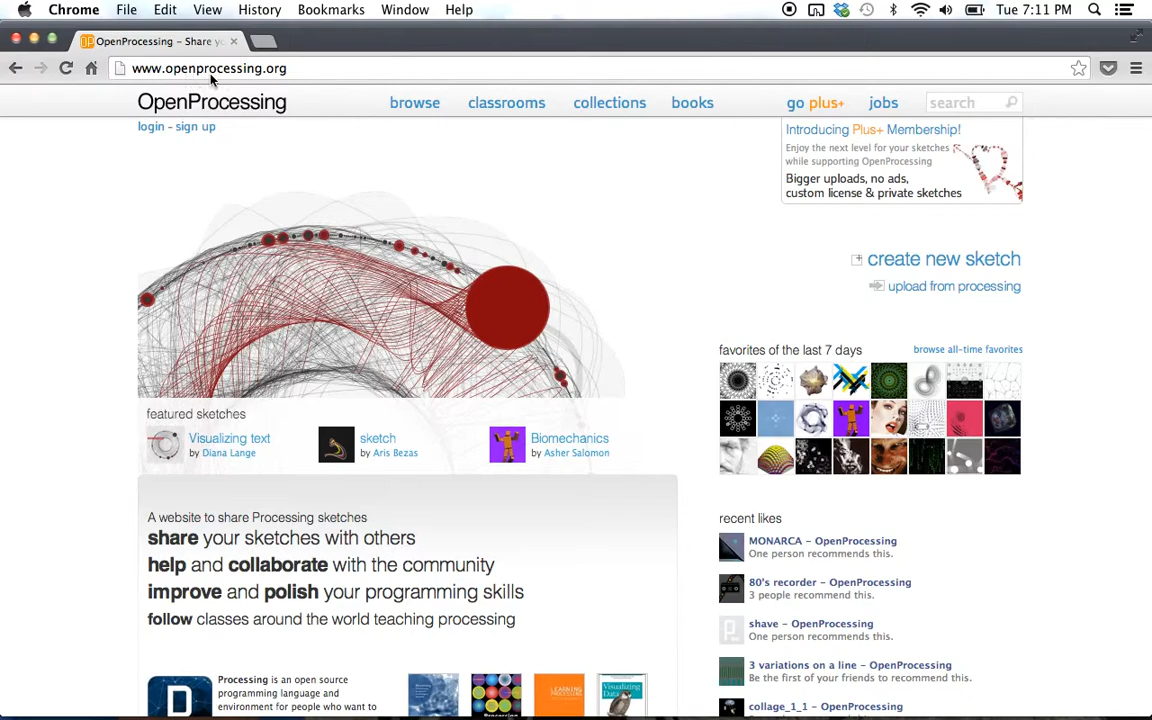 Chrome File Edit View History Bookmarks Window Help Tue 7:11 PM
OpenProcessing – Share yo
www.openprocessing.org
OpenProcessing browse classrooms collections books go plus+ jobs search
login - sign up
Introducing Plus+ Membership!
Enjoy the next level for your sketches
while supporting OpenProcessing
Bigger uploads, no ads,
custom license & private sketches
create new sketch
upload from processing
favorites of the last 7 days browse all-time favorites
featured sketches
Visualizing text
by Diana Lange
sketch
by Aris Bezas
Biomechanics
by Asher Salomon
A website to share Processing sketches
share your sketches with others
help and collaborate with the community
improve and polish your programming skills
follow classes around the world teaching processing
recent likes
MONARCA – OpenProcessing
One person recommends this.
80's recorder – OpenProcessing
3 people recommend this.
shave – OpenProcessing
One person recommends this.
3 variations on a line – OpenProcessing
Be the first of your friends to recommend this.
collage_1_1 – OpenProcessing
Processing is an open source
programming language and
environment for people who want to
LEARNING
PROCESSING
Visualizing
Data